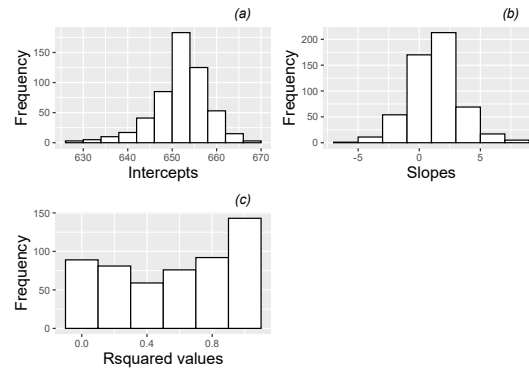 (a)
Frequency
150
100
50
0
630 640 650 660 670
Intercepts
(b)
Frequency
200
150
100
50
0
-5 0 5
Slopes
(c)
Frequency
150
100
50
0
0.0 0.4 0.8
Rsquared values